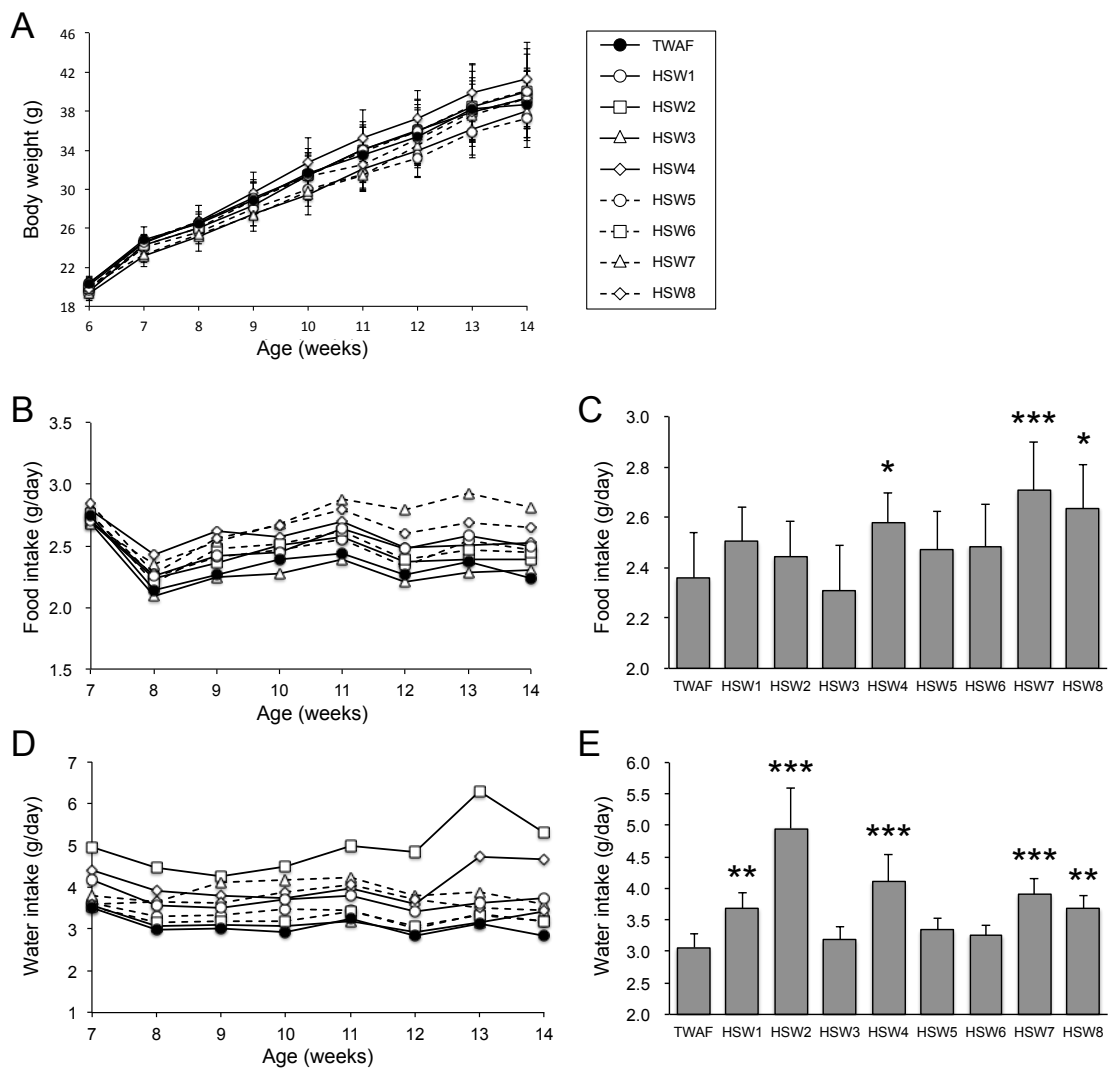 A
Body weight (g)
46
42
38
34
30
26
22
18
6 7 8 9 10 11 12 13 14
Age (weeks)
TWAF
HSW1
HSW2
HSW3
HSW4
HSW5
HSW6
HSW7
HSW8
B
Food intake (g/day)
3.5
3.0
2.5
2.0
1.5
7 8 9 10 11 12 13 14
Age (weeks)
C
Food intake (g/day)
3.0
2.8
2.6
2.4
2.2
2.0
* *** *
TWAF HSW1 HSW2 HSW3 HSW4 HSW5 HSW6 HSW7 HSW8
D
Water intake (g/day)
7
6
5
4
3
2
1
7 8 9 10 11 12 13 14
Age (weeks)
E
Water intake (g/day)
6.0
5.5
5.0
4.5
4.0
3.5
3.0
2.5
2.0
** *** *** *** **
TWAF HSW1 HSW2 HSW3 HSW4 HSW5 HSW6 HSW7 HSW8